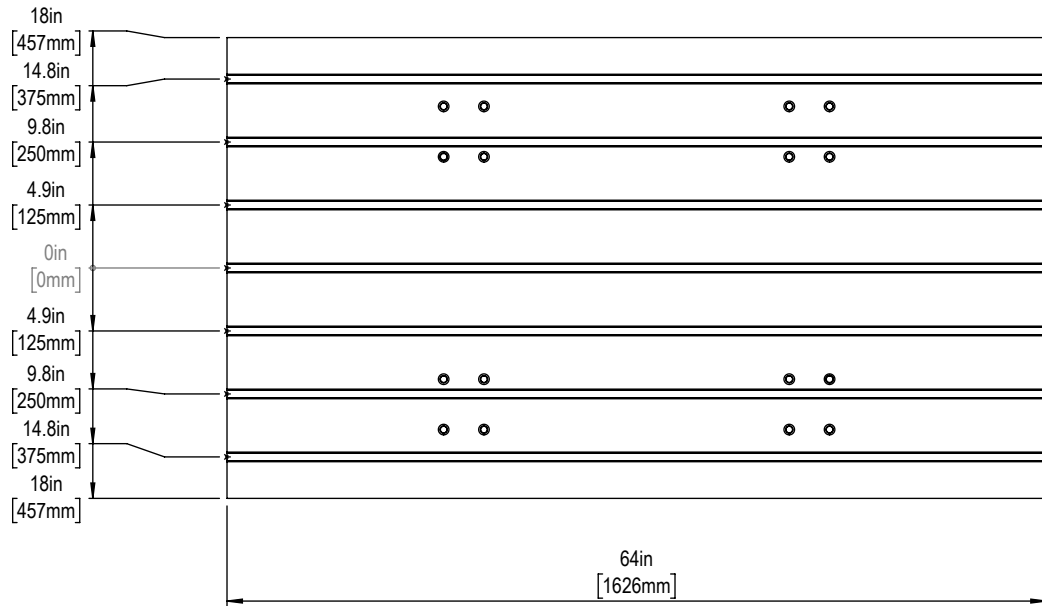 18in
[457mm]
14.8in
[375mm]
9.8in
[250mm]
4.9in
[125mm]
0in
[0mm]
4.9in
[125mm]
9.8in
[250mm]
14.8in
[375mm]
18in
[457mm]
64in
[1626mm]